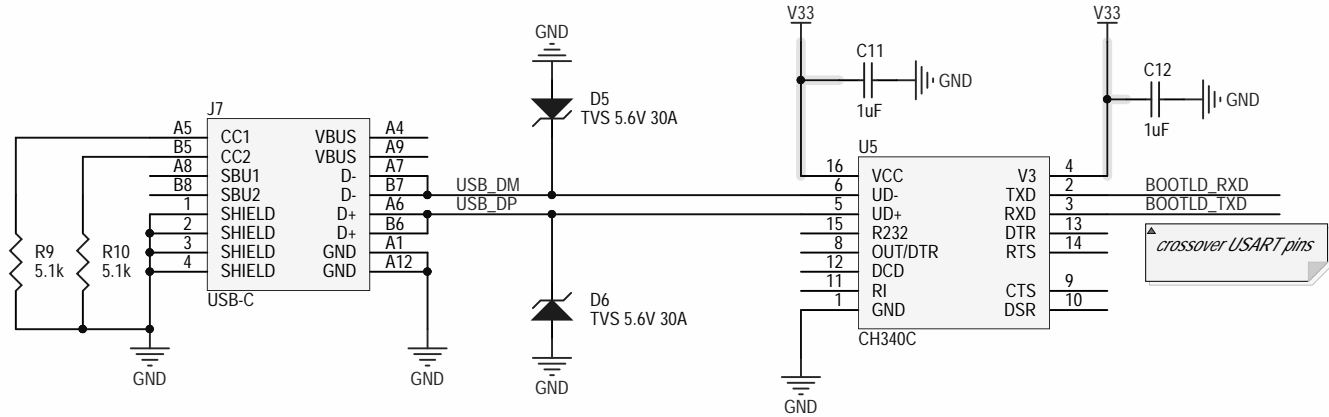 V33
V33
GND
C11
GND
1uF
C12
GND
1uF
D5
TVS 5.6V 30A
J7
A5 CC1 VBUS A4
B5 CC2 VBUS A9
A8 SBU1 D- A7
B8 SBU2 D- B7
1 SHIELD D+ A6
2 SHIELD D+ B6
3 SHIELD GND A1
4 SHIELD GND A12
USB-C
R9
5.1k
R10
5.1k
GND
GND
USB_DM
USB_DP
D6
TVS 5.6V 30A
GND
U5
16 VCC V3 4
6 UD- TXD 2
5 UD+ RXD 3
15 R232 DTR 13
8 OUT/DTR RTS 14
12 DCD
11 RI CTS 9
1 GND DSR 10
CH340C
GND
BOOTLD_RXD
BOOTLD_TXD
crossover USART pins